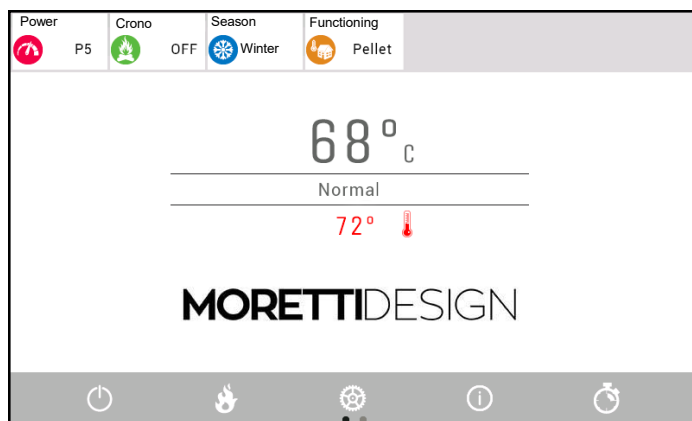 Power Crono Season Functioning
P5 OFF Winter Pellet
68° C
Normal
72°
MORETTIDESIGN